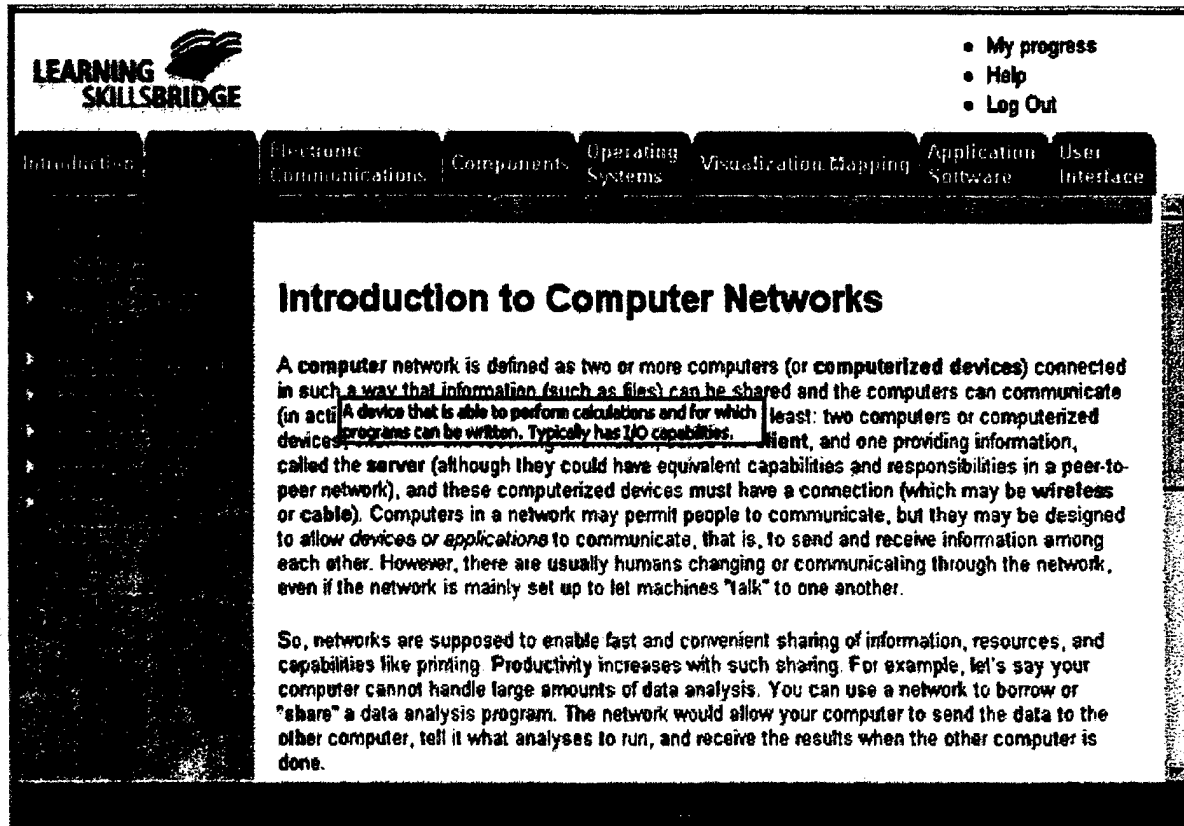 LEARNING
SKILLSBRIDGE
• My progress
• Help
• Log Out
Introduction
Electronic
Communications
Components
Operating
Systems
Visualization Mapping
Application
Software
User
Interface
Introduction to Computer Networks
A computer network is defined as two or more computers (or computerized devices) connected
in such a way that information (such as files) can be shared and the computers can communicate
(in acti
A device that is able to perform calculations and for which
programs can be written. Typically has I/O capabilities.
least: two computers or computerized
devices, client, and one providing information,
called the server (although they could have equivalent capabilities and responsibilities in a peer-to-
peer network), and these computerized devices must have a connection (which may be wireless
or cable). Computers in a network may permit people to communicate, but they may be designed
to allow devices or applications to communicate, that is, to send and receive information among
each other. However, there are usually humans changing or communicating through the network,
even if the network is mainly set up to let machines "talk" to one another.
So, networks are supposed to enable fast and convenient sharing of information, resources, and
capabilities like printing. Productivity increases with such sharing. For example, let's say your
computer cannot handle large amounts of data analysis. You can use a network to borrow or
"share" a data analysis program. The network would allow your computer to send the data to the
other computer, tell it what analyses to run, and receive the results when the other computer is
done.